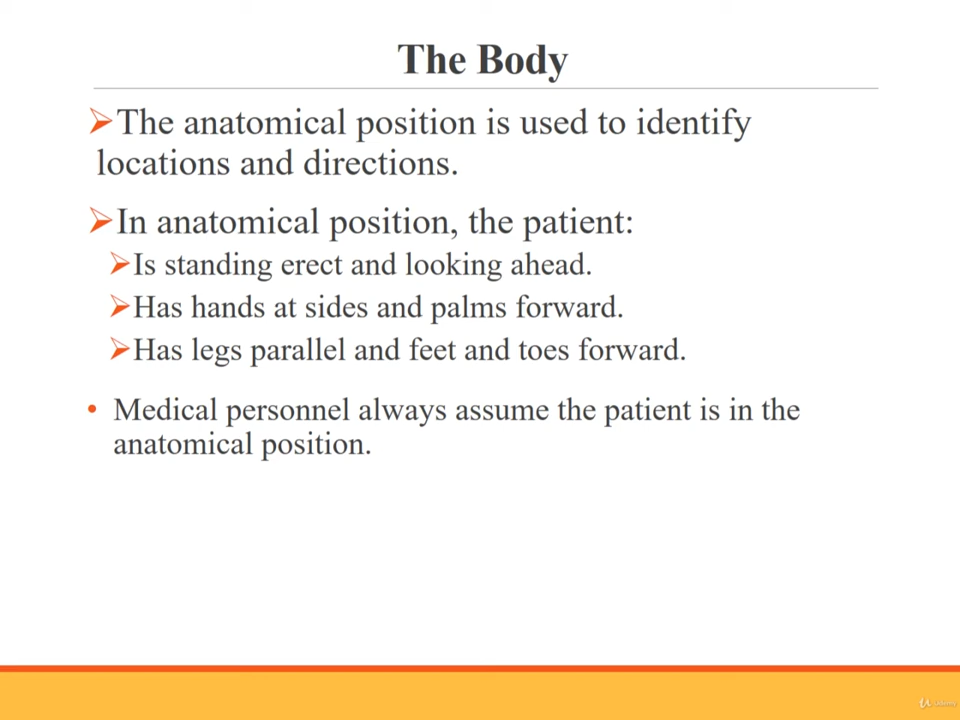 The Body
The anatomical position is used to identify
locations and directions.
In anatomical position, the patient:
Is standing erect and looking ahead.
Has hands at sides and palms forward.
Has legs parallel and feet and toes forward.
• Medical personnel always assume the patient is in the
anatomical position.
Udemy